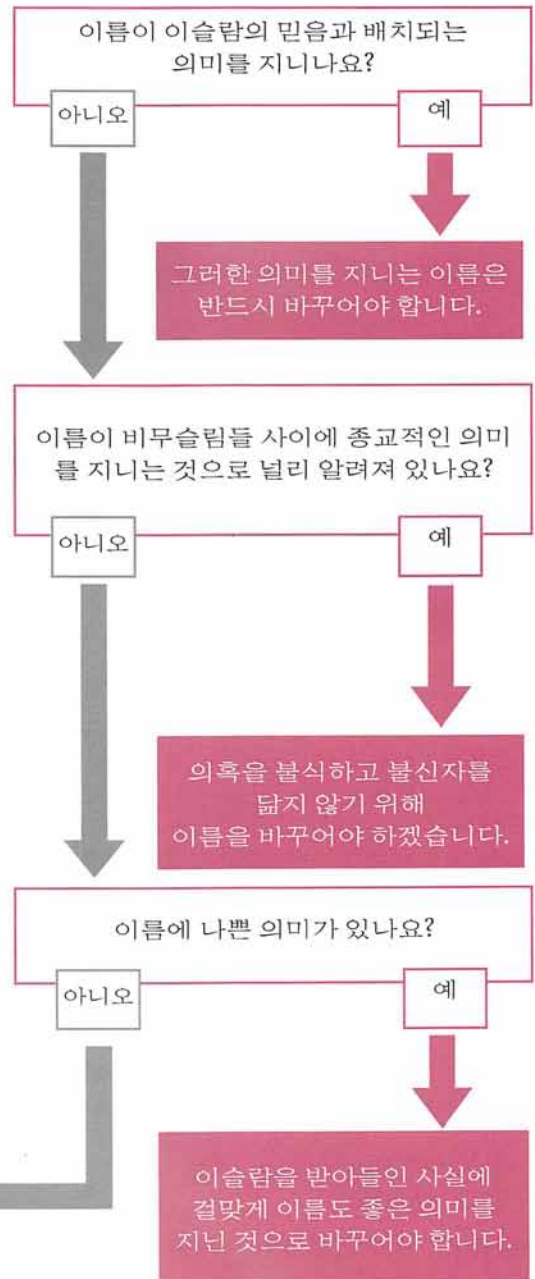 이름이 이슬람의 믿음과 배치되는
의미를 지니나요?
아니오
예
그러한 의미를 지니는 이름은
반드시 바꾸어야 합니다.
이름이 비무슬림들 사이에 종교적인 의미
를 지니는 것으로 널리 알려져 있나요?
아니오
예
의혹을 불식하고 불신자를
닮지 않기 위해
이름을 바꾸어야 하겠습니다.
이름에 나쁜 의미가 있나요?
아니오
예
이슬람을 받아들인 사실에
걸맞게 이름도 좋은 의미를
지닌 것으로 바꾸어야 합니다.